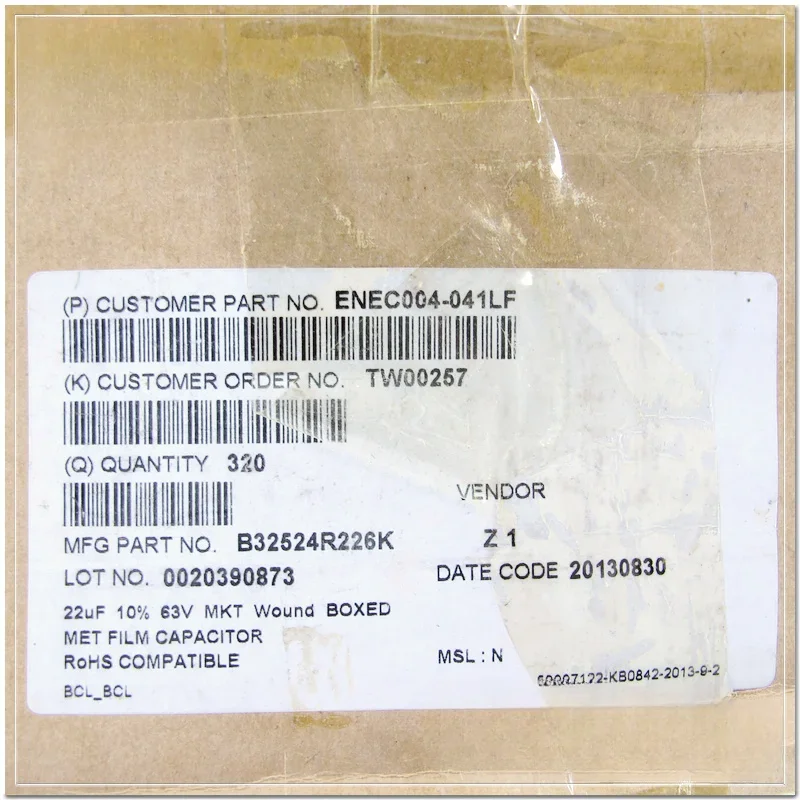 (P) CUSTOMER PART NO. ENEC004-041LF
(K) CUSTOMER ORDER NO. TW00257
(Q) QUANTITY 320
VENDOR
MFG PART NO. B32524R226K Z 1
LOT NO. 0020390873 DATE CODE 20130830
22uF 10% 63V MKT Wound BOXED
MET FILM CAPACITOR
RoHS COMPATIBLE MSL : N
BCL_BCL